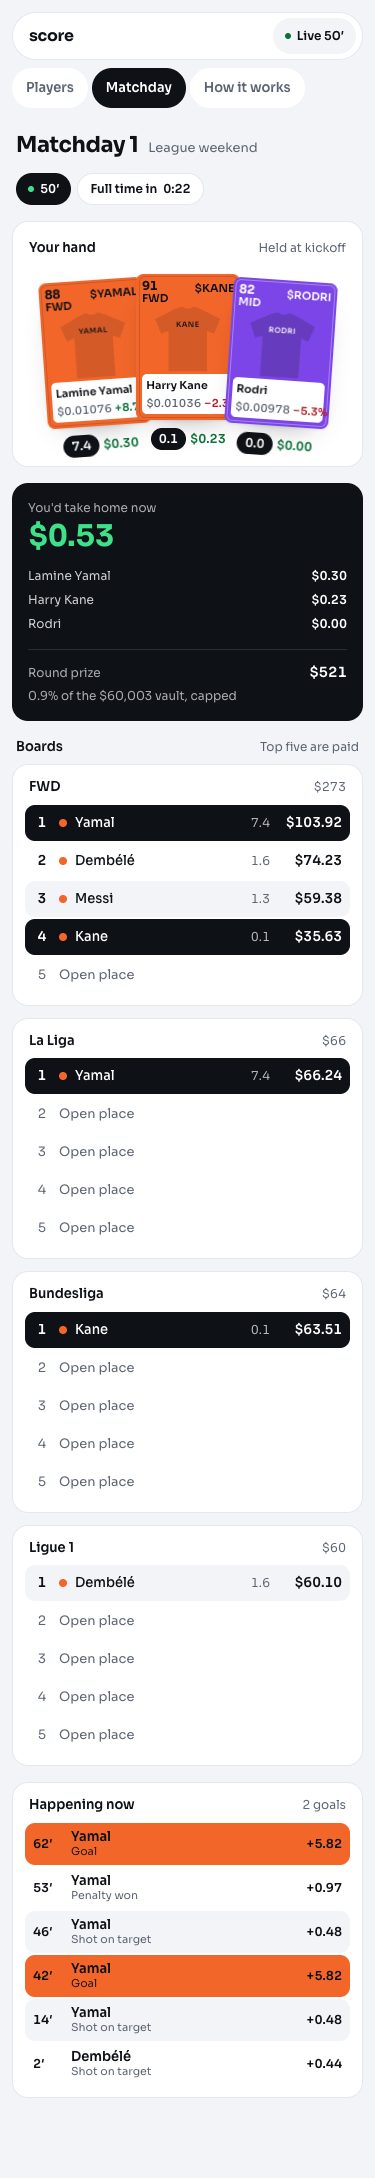 score
Live 50′
Players
Matchday
How it works
Matchday 1 League weekend
50′
Full time in 0:22
Your hand
Held at kickoff
88
FWD
$YAMAL
YAMAL
Lamine Yamal
$0.01076 +8.7
7.4 $0.30
91
FWD
$KANE
KANE
Harry Kane
$0.01036 −2.3
0.1 $0.23
82
MID
$RODRI
RODRI
Rodri
$0.00978 −5.3%
0.0 $0.00
You'd take home now
$0.53
Lamine Yamal $0.30
Harry Kane $0.23
Rodri $0.00
Round prize $521
0.9% of the $60,003 vault, capped
Boards
Top five are paid
FWD $273
1 Yamal 7.4 $103.92
2 Dembélé 1.6 $74.23
3 Messi 1.3 $59.38
4 Kane 0.1 $35.63
5 Open place
La Liga $66
1 Yamal 7.4 $66.24
2 Open place
3 Open place
4 Open place
5 Open place
Bundesliga $64
1 Kane 0.1 $63.51
2 Open place
3 Open place
4 Open place
5 Open place
Ligue 1 $60
1 Dembélé 1.6 $60.10
2 Open place
3 Open place
4 Open place
5 Open place
Happening now 2 goals
62′ Yamal +5.82
Goal
53′ Yamal +0.97
Penalty won
46′ Yamal +0.48
Shot on target
42′ Yamal +5.82
Goal
14′ Yamal +0.48
Shot on target
2′ Dembélé +0.44
Shot on target